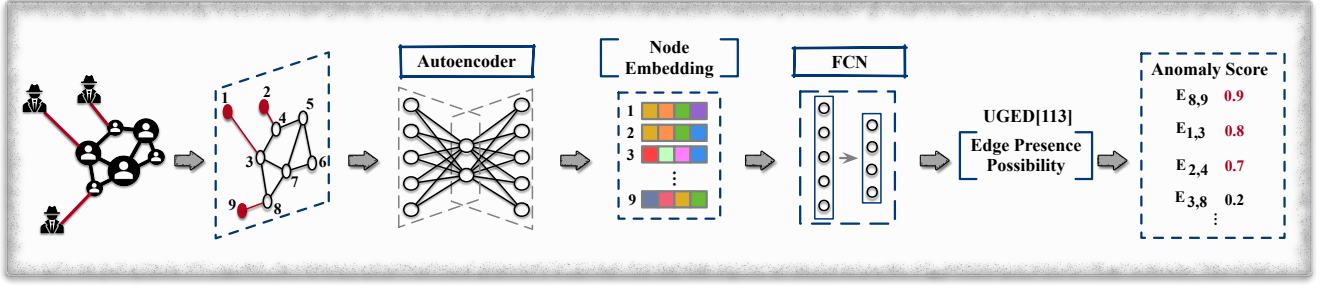 1
2
3
4
5
6
7
8
9
Autoencoder
Node
Embedding
1
2
3
⋮
9
FCN
UGED[113]
Edge Presence
Possibility
Anomaly Score
E8,9 0.9
E1,3 0.8
E2,4 0.7
E3,8 0.2
⋮